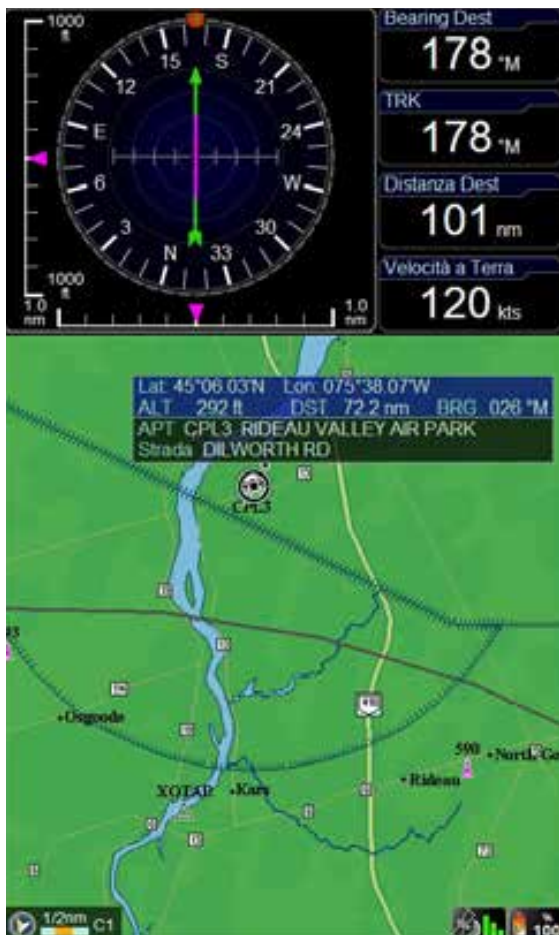 1000
ft
Bearing Dest
178 °M
TRK
178 °M
Distanza Dest
101 nm
Velocità a Terra
120 kts
15
S
21
24
W
30
33
N
3
6
E
12
1000
ft
1.0
nm
1.0
nm
Lat 45°06.03'N Lon: 075°38.07'W
ALT 292 ft DST 72.2 nm BRG 026 °M
APT CPL3 RIDEAU VALLEY AIR PARK
Strada DILWORTH RD
CPL3
Osgoode
590
North Go
Rideau
Kars
1/2nm C1